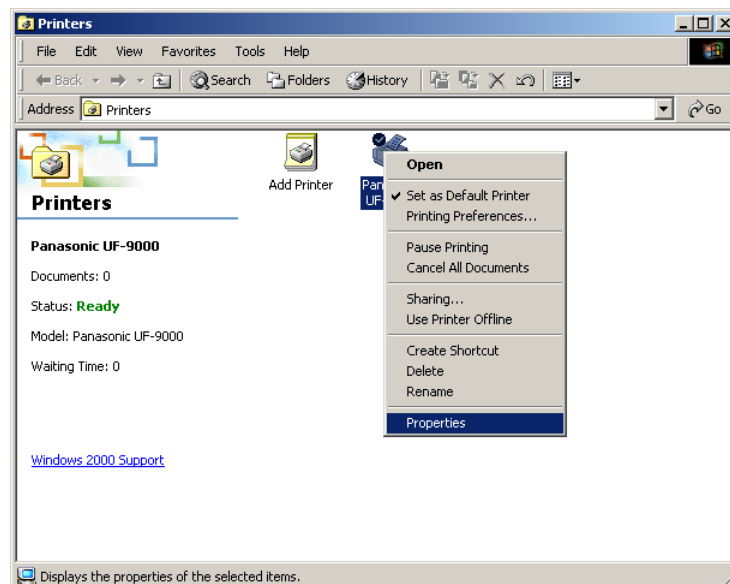 Printers
File Edit View Favorites Tools Help
Back Search Folders History
Address Printers Go
Add Printer
Pan
UF-
Printers
Panasonic UF-9000
Documents: 0
Status: Ready
Model: Panasonic UF-9000
Waiting Time: 0
Windows 2000 Support
Open
Set as Default Printer
Printing Preferences...
Pause Printing
Cancel All Documents
Sharing...
Use Printer Offline
Create Shortcut
Delete
Rename
Properties
Displays the properties of the selected items.